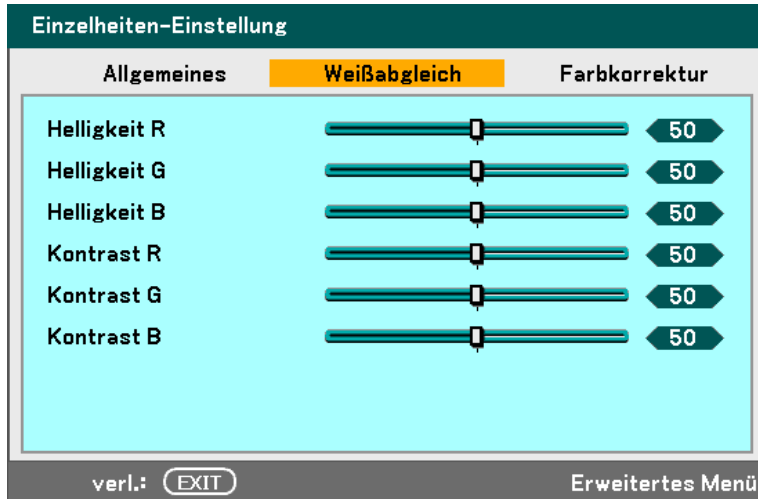 Einzelheiten-Einstellung
Allgemeines Weißabgleich Farbkorrektur
Helligkeit R 50
Helligkeit G 50
Helligkeit B 50
Kontrast R 50
Kontrast G 50
Kontrast B 50
verl.: EXIT Erweitertes Menü